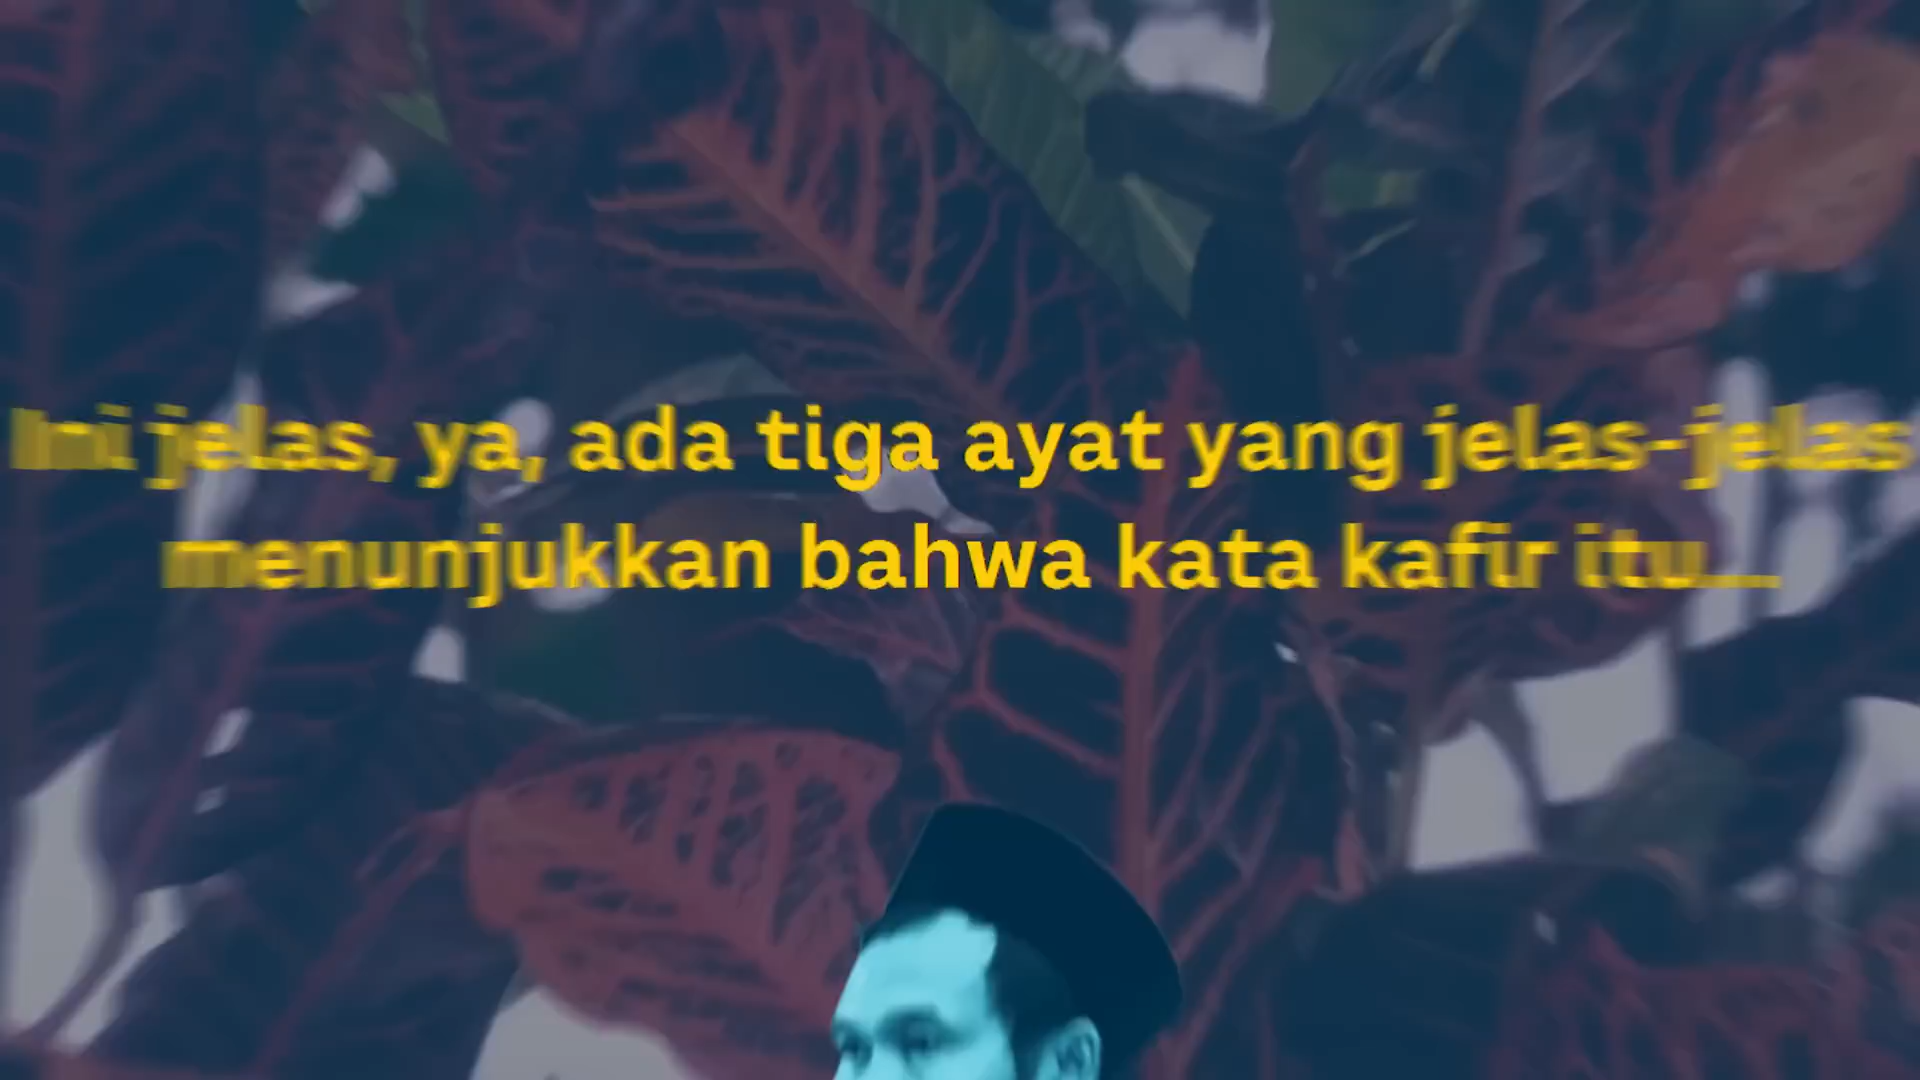 Ini jelas, ya, ada tiga ayat yang jelas-jelas
menunjukkan bahwa kata kafir itu...